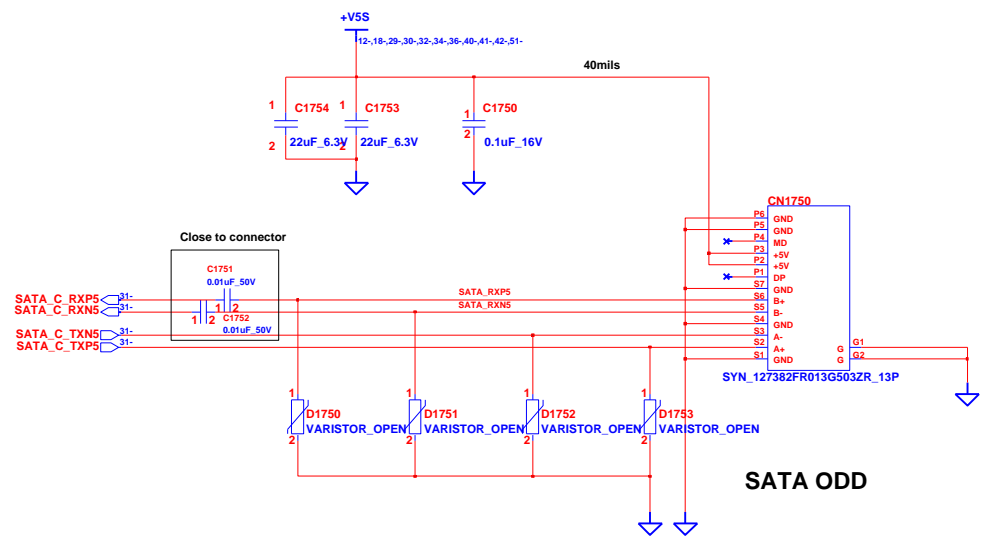 +V5S
12-,18-,29-,30-,32-,34-,36-,40-,41-,42-,51-
40mils
1 C1754 1 C1753 1 C1750
2 22uF_6.3V 2 22uF_6.3V 2 0.1uF_16V
CN1750
P6 GND
P5 GND
P4 MD
P3 +5V
P2 +5V
P1 DP
S7 GND
S6 B+
S5 B-
S4 GND
S3 A-
S2 A+
S1 GND
G G1
G G2
SYN_127382FR013G503ZR_13P
Close to connector
C1751
0.01uF_50V
1 2
1 2 C1752
0.01uF_50V
SATA_C_RXP5 31-
SATA_C_RXN5 31-
SATA_C_TXN5 31-
SATA_C_TXP5 31-
SATA_RXP5
SATA_RXN5
1 1 1 1
D1750 D1751 D1752 D1753
VARISTOR_OPEN VARISTOR_OPEN VARISTOR_OPEN VARISTOR_OPEN
2 2 2 2
SATA ODD